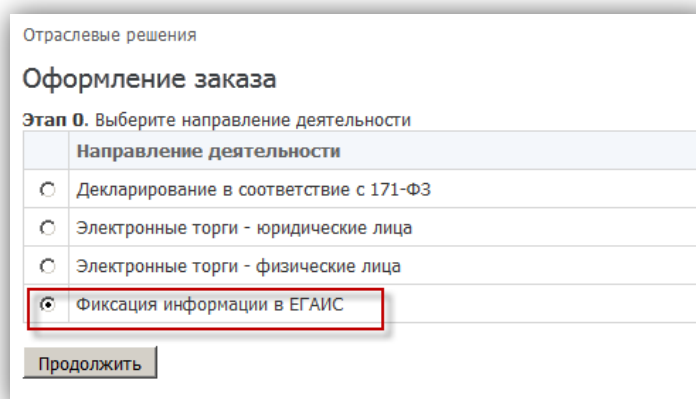 Отраслевые решения
Оформление заказа
Этап 0. Выберите направление деятельности
Направление деятельности
Декларирование в соответствие с 171-ФЗ
Электронные торги - юридические лица
Электронные торги - физические лица
Фиксация информации в ЕГАИС
Продолжить